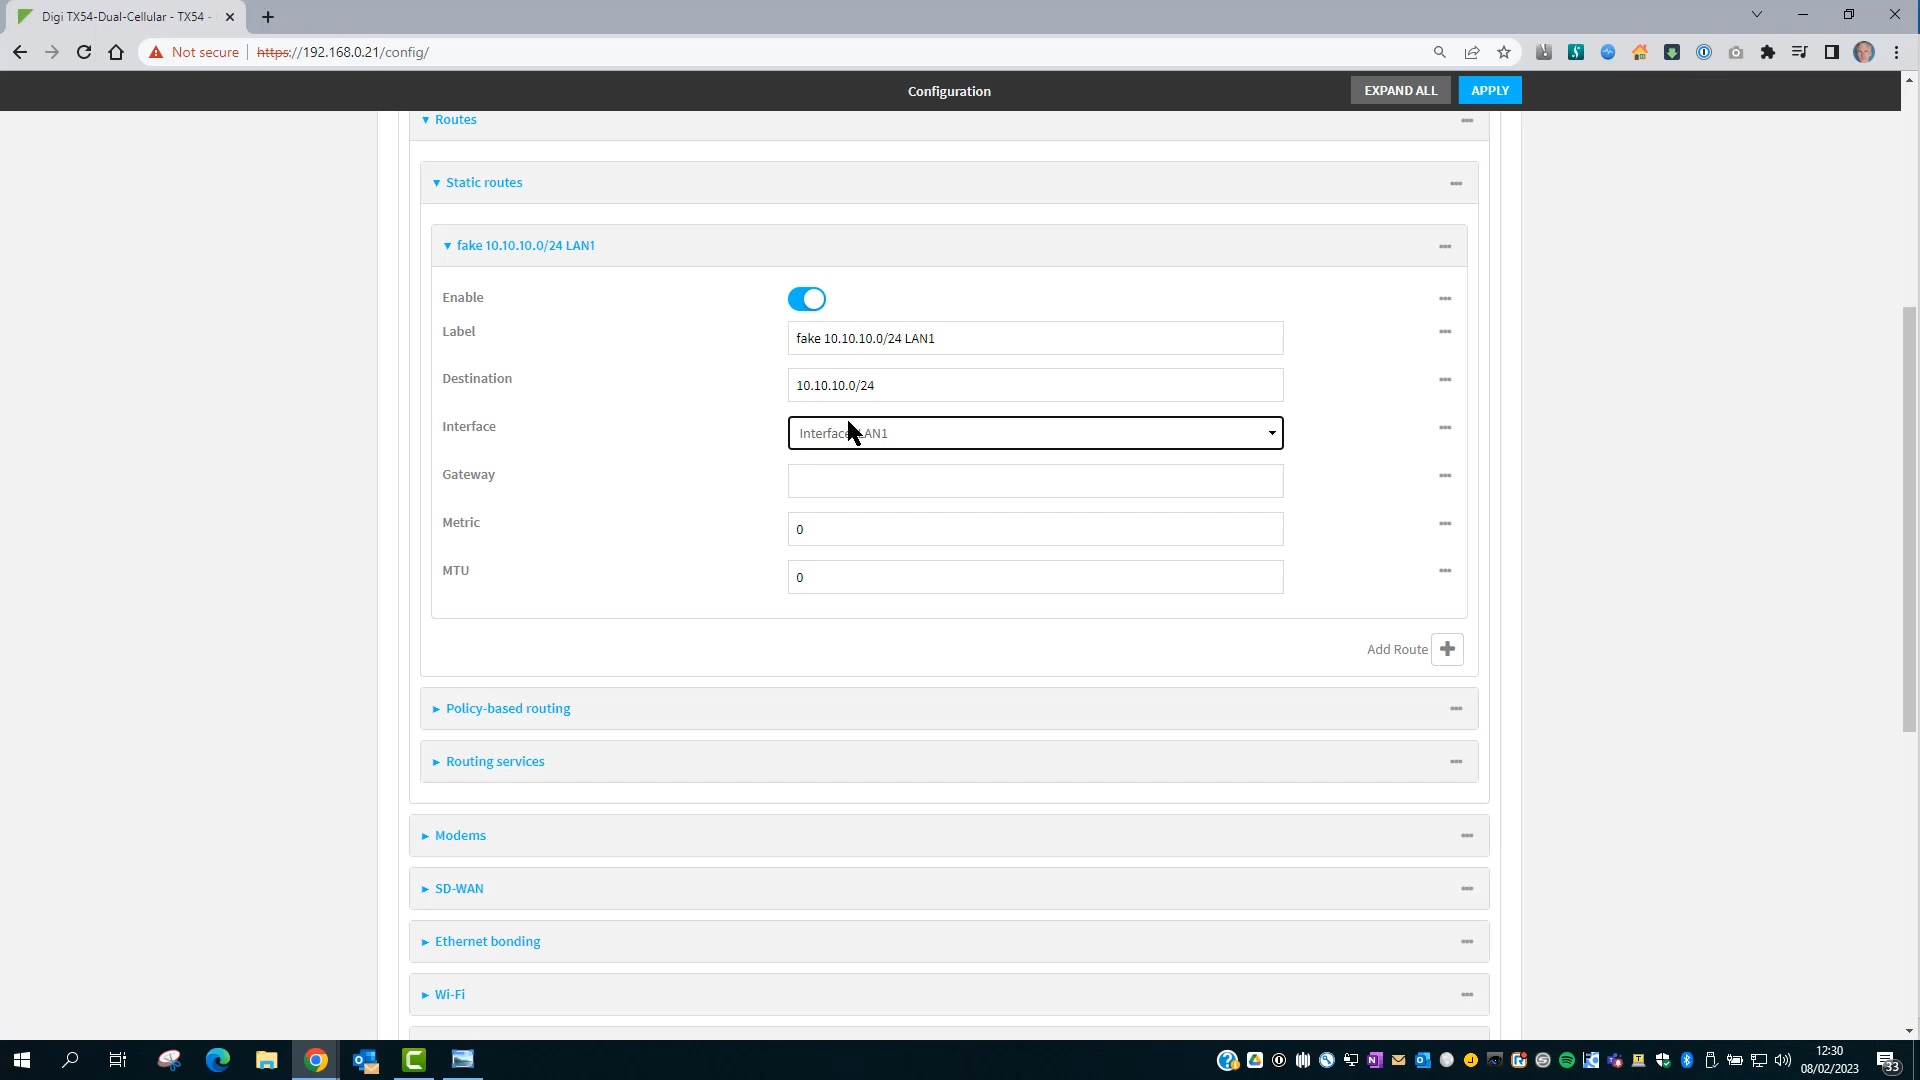 Digi TX54-Dual-Cellular - TX54 -
Not secure
https://192.168.0.21/config/
Configuration
EXPAND ALL
APPLY
Routes
Static routes
fake 10.10.10.0/24 LAN1
Enable
Label
fake 10.10.10.0/24 LAN1
Destination
10.10.10.0/24
Interface
Interface: LAN1
Gateway
Metric
0
MTU
0
Add Route
Policy-based routing
Routing services
Modems
SD-WAN
Ethernet bonding
Wi-Fi
12:30
08/02/2023
33